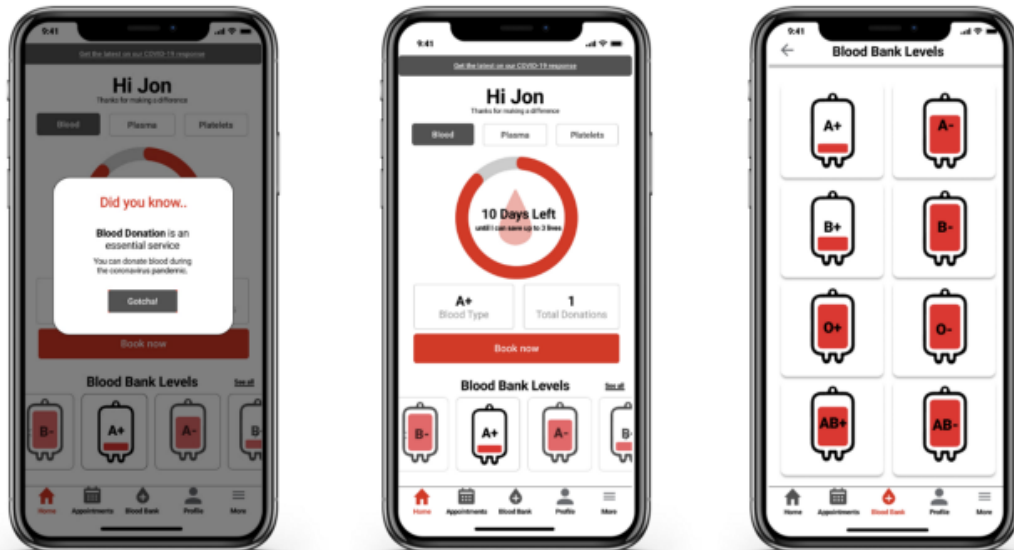 9:41
Get the latest on our COVID-19 response
Hi Jon
Thanks for making a difference
Blood Plasma Platelets
Did you know..
Blood Donation is an
essential service
You can donate blood during
the coronavirus pandemic.
Gotcha!
Book now
Blood Bank Levels See all
B- A+ A- B-
Home Appointments Blood Bank Profile More
9:41
Get the latest on our COVID-19 response
Hi Jon
Thanks for making a difference
Blood Plasma Platelets
10 Days Left
until I can save up to 3 lives
A+ 1
Blood Type Total Donations
Book now
Blood Bank Levels See all
B- A+ A- B-
Home Appointments Blood Bank Profile More
9:41
Blood Bank Levels
A+ A-
B+ B-
O+ O-
AB+ AB-
Home Appointments Blood Bank Profile More